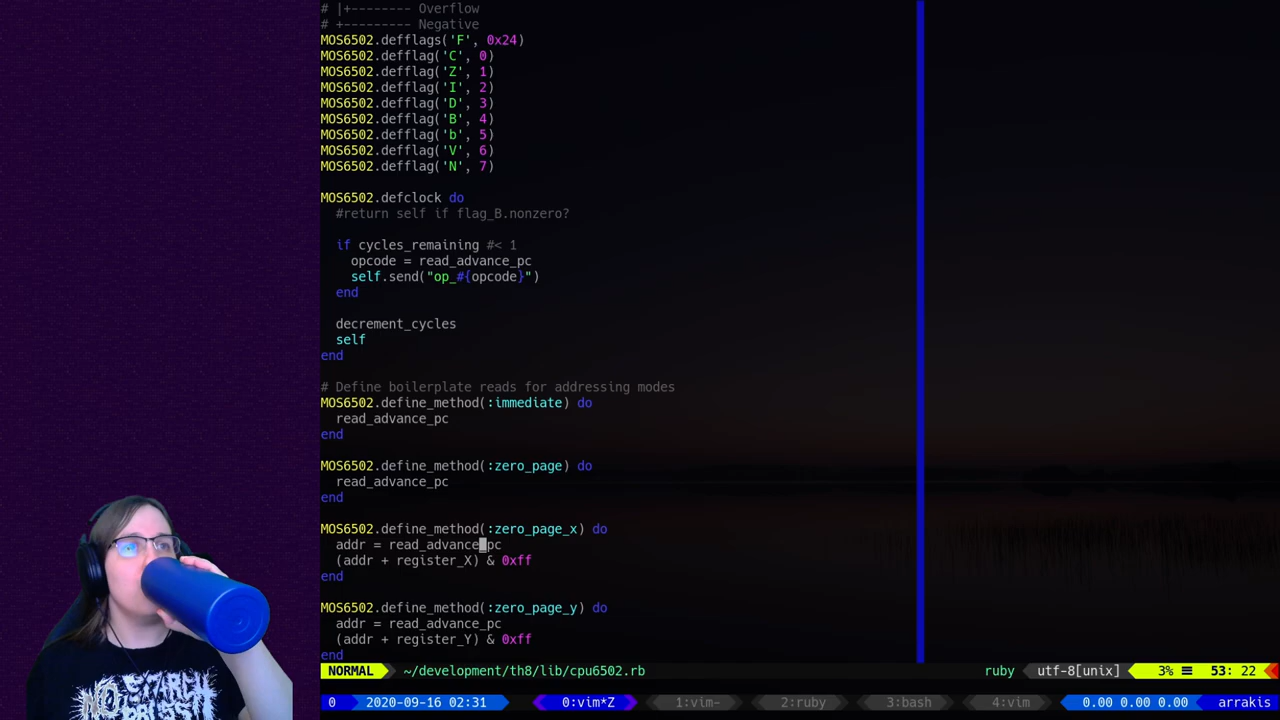 # |+-------- Overflow
# +--------- Negative
MOS6502.defflags('F', 0x24)
MOS6502.defflag('C', 0)
MOS6502.defflag('Z', 1)
MOS6502.defflag('I', 2)
MOS6502.defflag('D', 3)
MOS6502.defflag('B', 4)
MOS6502.defflag('b', 5)
MOS6502.defflag('V', 6)
MOS6502.defflag('N', 7)
MOS6502.defclock do
#return self if flag_B.nonzero?
if cycles_remaining #< 1
opcode = read_advance_pc
self.send("op_#{opcode}")
end
decrement_cycles
self
end
# Define boilerplate reads for addressing modes
MOS6502.define_method(:immediate) do
read_advance_pc
end
MOS6502.define_method(:zero_page) do
read_advance_pc
end
MOS6502.define_method(:zero_page_x) do
addr = read_advance_pc
(addr + register_X) & 0xff
end
MOS6502.define_method(:zero_page_y) do
addr = read_advance_pc
(addr + register_Y) & 0xff
end
NORMAL ~/development/th8/lib/cpu6502.rb ruby utf-8[unix] 3% ≡ 53: 22
0 2020-09-16 02:31 0:vim*Z 1:vim- 2:ruby 3:bash 4:vim 0.00 0.00 0.00 arrakis